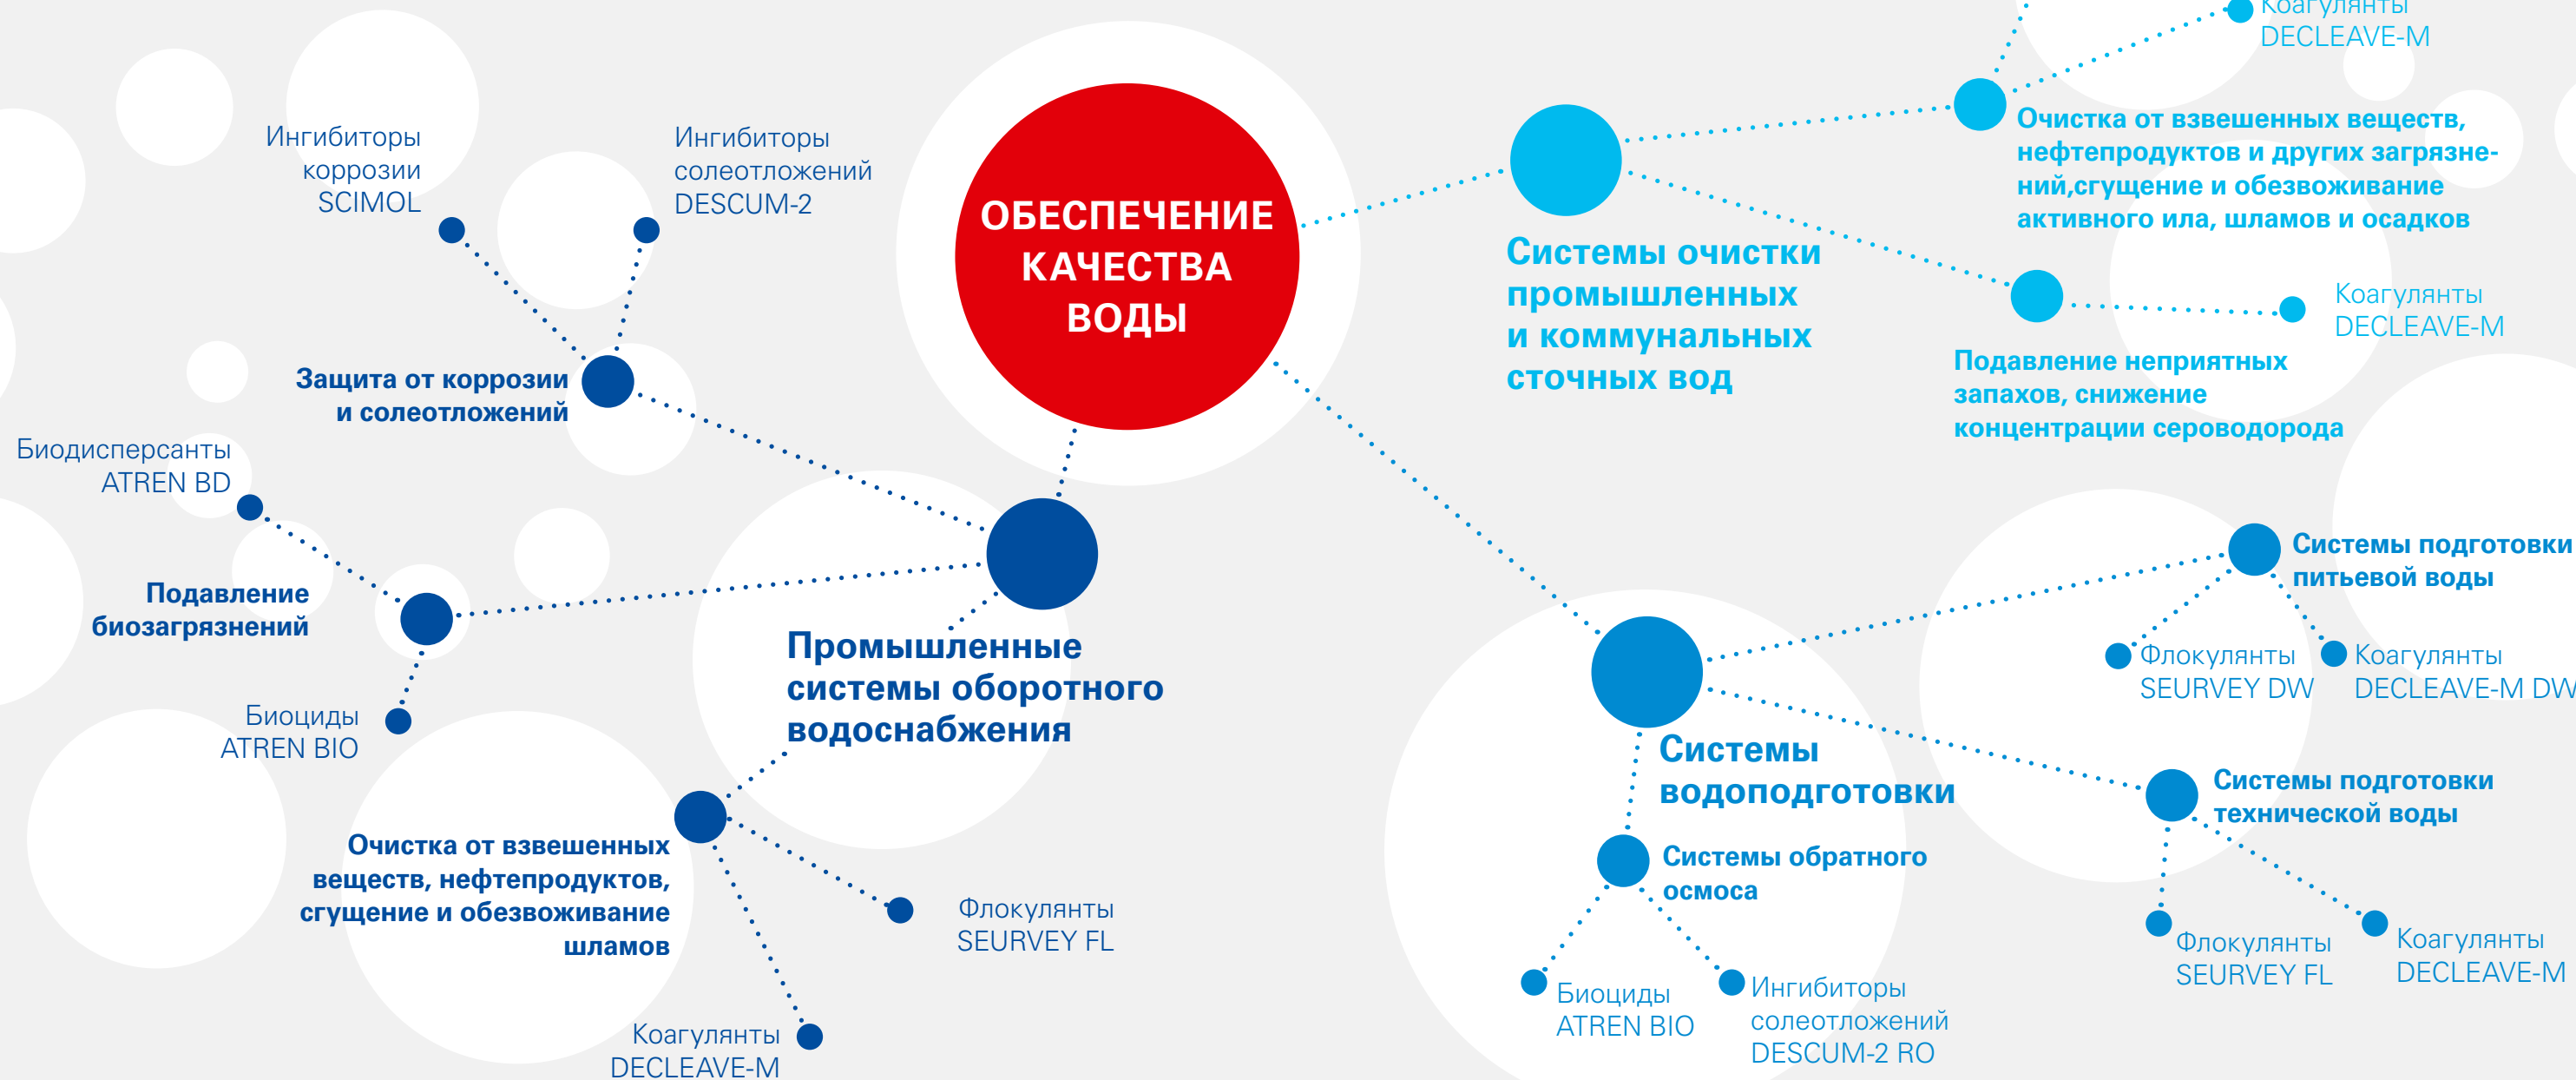 ОБЕСПЕЧЕНИЕ
КАЧЕСТВА
ВОДЫ
Ингибиторы
коррозии
SCIMOL
Ингибиторы
солеотложений
DESCUM-2
Защита от коррозии
и солеотложений
Биодисперсанты
ATREN BD
Подавление
биозагрязнений
Биоциды
ATREN BIO
Промышленные
системы оборотного
водоснабжения
Очистка от взвешенных
веществ, нефтепродуктов,
сгущение и обезвоживание
шламов
Флокулянты
SEURVEY FL
Коагулянты
DECLEAVE-M
Системы очистки
промышленных
и коммунальных
сточных вод
Коагулянты
DECLEAVE-M
Очистка от взвешенных веществ,
нефтепродуктов и других загрязне-
ний,сгущение и обезвоживание
активного ила, шламов и осадков
Коагулянты
DECLEAVE-M
Подавление неприятных
запахов, снижение
концентрации сероводорода
Системы
водоподготовки
Системы подготовки
питьевой воды
Флокулянты
SEURVEY DW
Коагулянты
DECLEAVE-M DW
Системы подготовки
технической воды
Флокулянты
SEURVEY FL
Коагулянты
DECLEAVE-M
Системы обратного
осмоса
Биоциды
ATREN BIO
Ингибиторы
солеотложений
DESCUM-2 RO